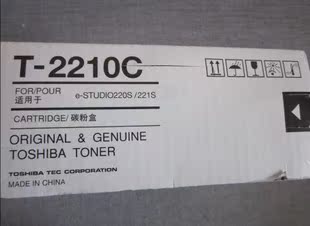 T-2210C
FOR/POUR
适用于
e-STUDIO220S /221S
CARTRIDGE/ 碳粉盒
ORIGINAL & GENUINE
TOSHIBA TONER
TOSHIBA TEC CORPORATION
MADE IN CHINA